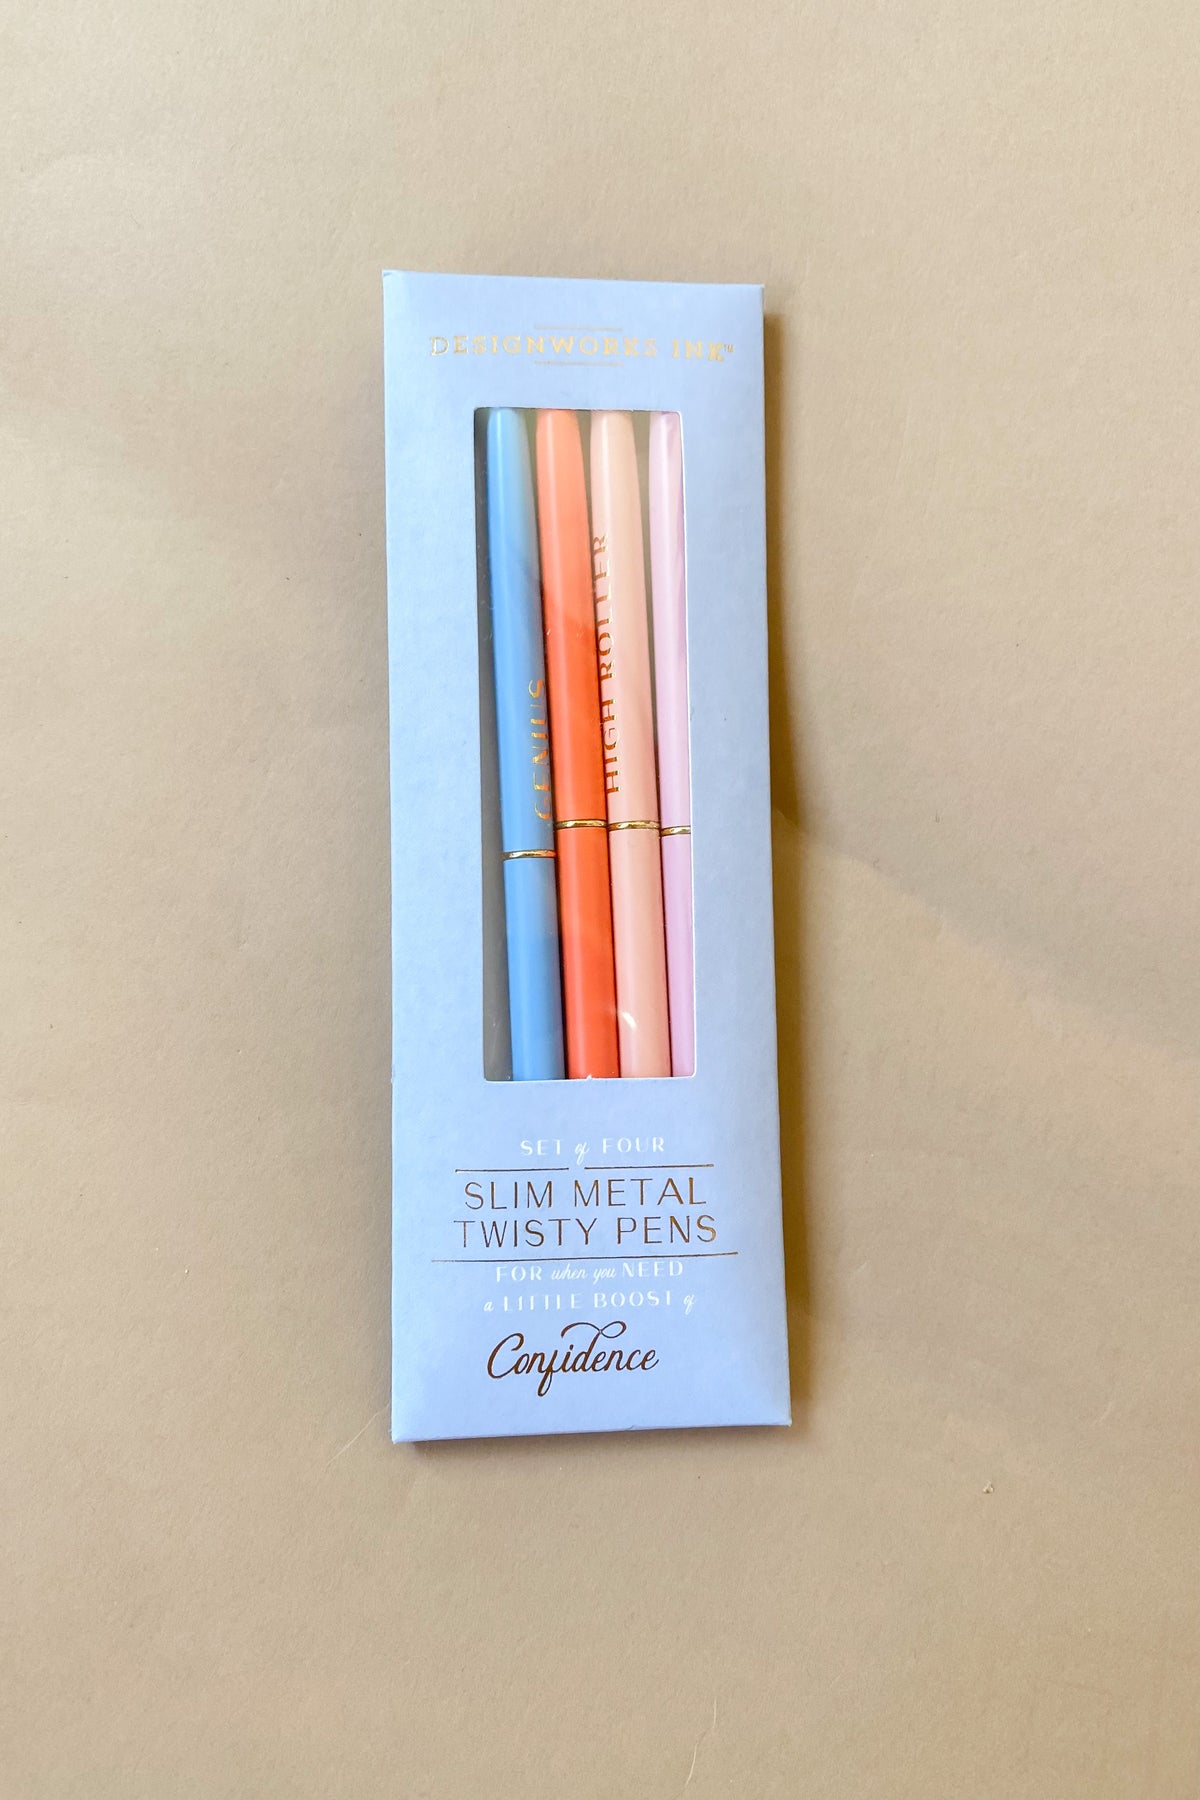 DESIGNWORKS INK™
GENIUS
HIGH ROLLER
SET of FOUR
SLIM METAL
TWISTY PENS
FOR when you NEED
a LITTLE BOOST of
Confidence